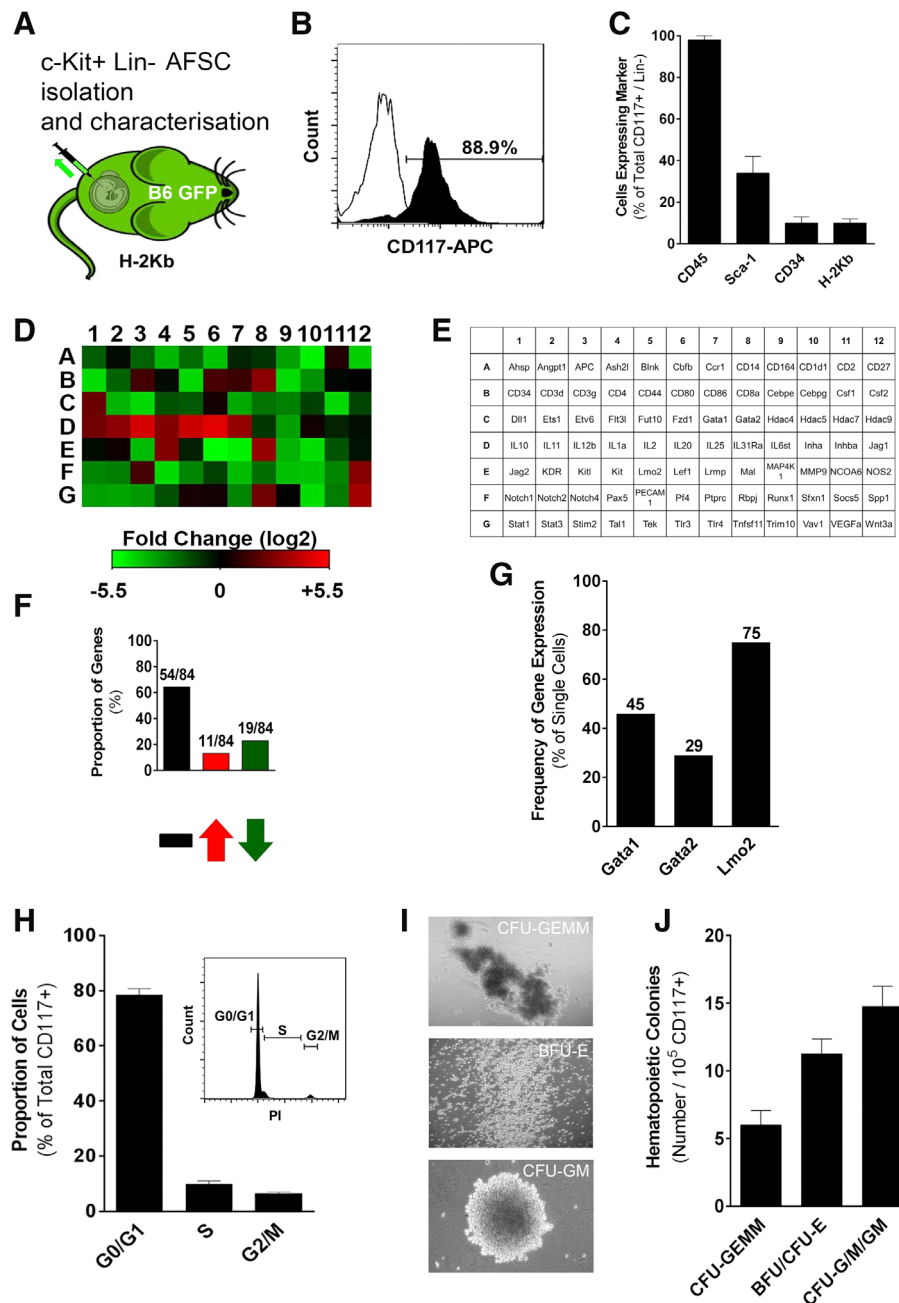 A
c-Kit+ Lin- AFSC
isolation
and characterisation
B6 GFP
H-2Kb
B
Count
88.9%
CD117-APC
C
Cells Expressing Marker
(% of Total CD117+ / Lin-)
100
80
60
40
20
0
CD45
Sca-1
CD34
H-2Kb
D
1 2 3 4 5 6 7 8 9 10 11 12
A
B
C
D
E
F
G
Fold Change (log2)
-5.5 0 +5.5
E
1 2 3 4 5 6 7 8 9 10 11 12
A Ahsp Angpt1 APC Ash2l Blnk Cbfb Ccr1 CD14 CD164 CD1d1 CD2 CD27
B CD34 CD3d CD3g CD4 CD44 CD80 CD86 CD8a Cebpe Cebpg Csf1 Csf2
C Dll1 Ets1 Etv6 Flt3l Fut10 Fzd1 Gata1 Gata2 Hdac4 Hdac5 Hdac7 Hdac9
D IL10 IL11 IL12b IL1a IL2 IL20 IL25 IL31Ra IL6st Inha Inhba Jag1
E Jag2 KDR Kitl Kit Lmo2 Lef1 Lrmp Mal MAP4K1 MMP9 NCOA6 NOS2
F Notch1 Notch2 Notch4 Pax5 PECAM1 Pf4 Ptprc Rbpj Runx1 Sfxn1 Socs5 Spp1
G Stat1 Stat3 Stim2 Tal1 Tek Tlr3 Tlr4 Tnfsf11 Trim10 Vav1 VEGFa Wnt3a
F
Proportion of Genes
(%)
100
80
60
40
20
0
54/84
11/84
19/84
G
Frequency of Gene Expression
(% of Single Cells)
100
80
60
40
20
0
45
29
75
Gata1
Gata2
Lmo2
H
Proportion of Cells
(% of Total CD117+)
100
80
60
40
20
0
G0/G1
S
G2/M
Count
G0/G1
S
G2/M
PI
I
CFU-GEMM
BFU-E
CFU-GM
J
Hematopoietic Colonies
(Number / 10⁵ CD117+)
20
15
10
5
0
CFU-GEMM
BFU/CFU-E
CFU-G/M/GM